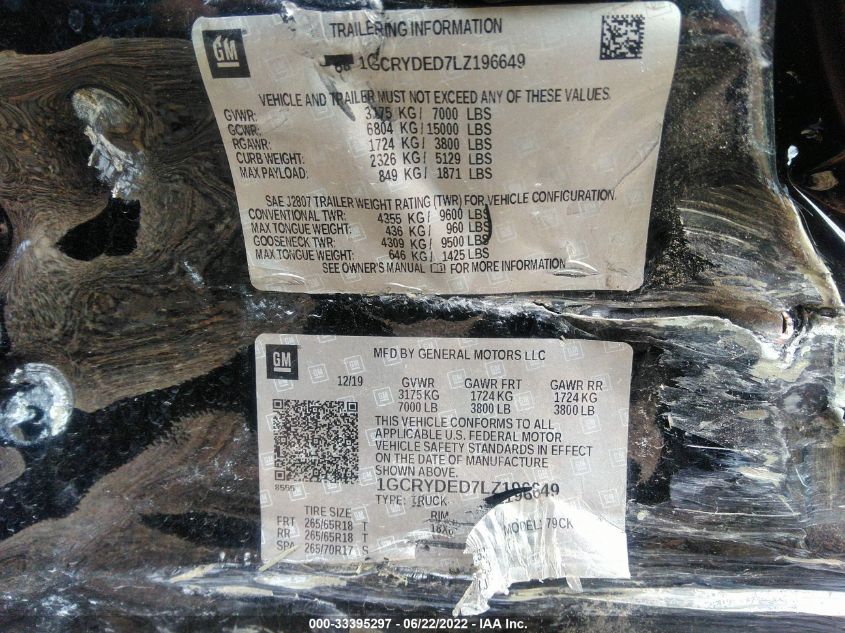 GM
TRAILERING INFORMATION
1GCRYDED7LZ196649
VEHICLE AND TRAILER MUST NOT EXCEED ANY OF THESE VALUES.
GVWR: 3175 KG / 7000 LBS
GCWR: 6804 KG / 15000 LBS
RGAWR: 1724 KG / 3800 LBS
CURB WEIGHT: 2326 KG / 5129 LBS
MAX PAYLOAD: 849 KG / 1871 LBS
SAE J2807 TRAILER WEIGHT RATING (TWR) FOR VEHICLE CONFIGURATION.
CONVENTIONAL TWR: 4355 KG / 9600 LBS
MAX TONGUE WEIGHT: 436 KG / 960 LBS
GOOSENECK TWR: 4309 KG / 9500 LBS
MAX TONGUE WEIGHT: 646 KG / 1425 LBS
SEE OWNER'S MANUAL FOR MORE INFORMATION
GM
MFD BY GENERAL MOTORS LLC
12/19 GVWR GAWR FRT GAWR RR
3175 KG 1724 KG 1724 KG
7000 LB 3800 LB 3800 LB
THIS VEHICLE CONFORMS TO ALL
APPLICABLE U.S. FEDERAL MOTOR
VEHICLE SAFETY STANDARDS IN EFFECT
ON THE DATE OF MANUFACTURE
SHOWN ABOVE.
1GCRYDED7LZ196649
TYPE: TRUCK
TIRE SIZE RIM MODEL: 79CK
FRT 265/65R18 T
RR 265/65R18 T
SPA 265/70R17 S
000-33395297 - 06/22/2022 - IAA Inc.